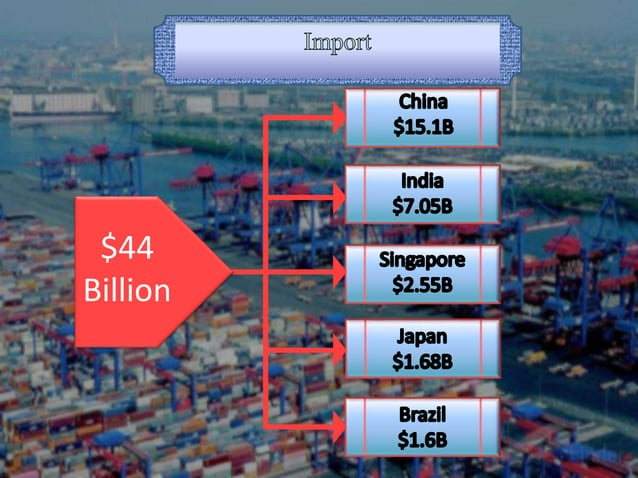 Import
$44
Billion
China
$15.1B
India
$7.05B
Singapore
$2.55B
Japan
$1.68B
Brazil
$1.6B